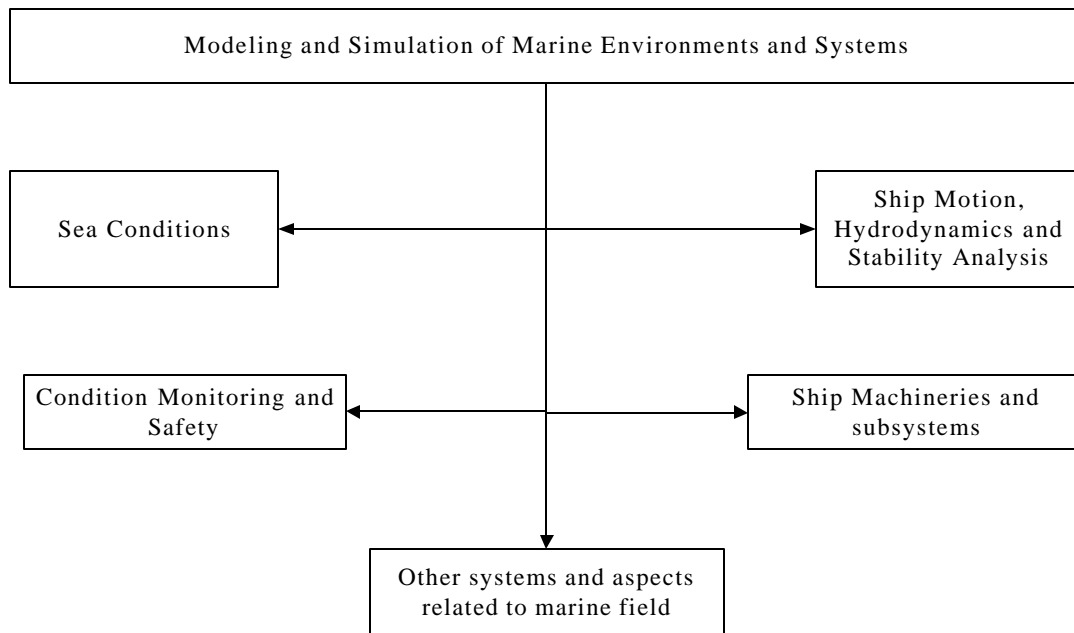 Modeling and Simulation of Marine Environments and Systems
Sea Conditions
Ship Motion,
Hydrodynamics and
Stability Analysis
Condition Monitoring and
Safety
Ship Machineries and
subsystems
Other systems and aspects
related to marine field